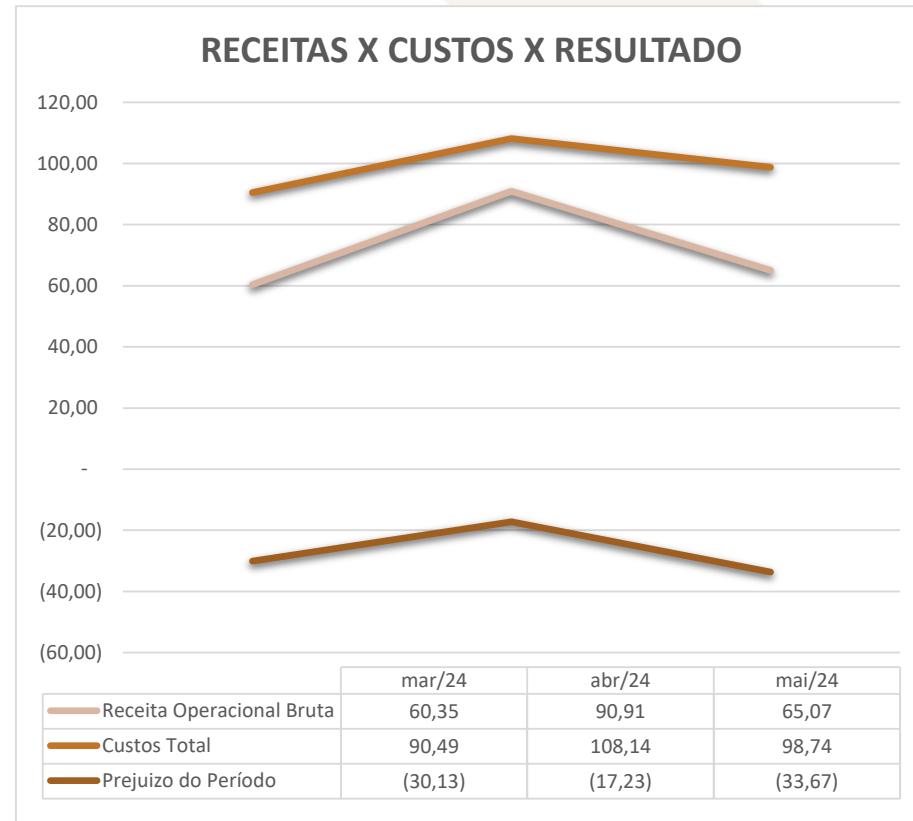 RECEITAS X CUSTOS X RESULTADO
120,00
100,00
80,00
60,00
40,00
20,00
-
(20,00)
(40,00)
(60,00)
mar/24 abr/24 mai/24
Receita Operacional Bruta 60,35 90,91 65,07
Custos Total 90,49 108,14 98,74
Prejuizo do Período (30,13) (17,23) (33,67)